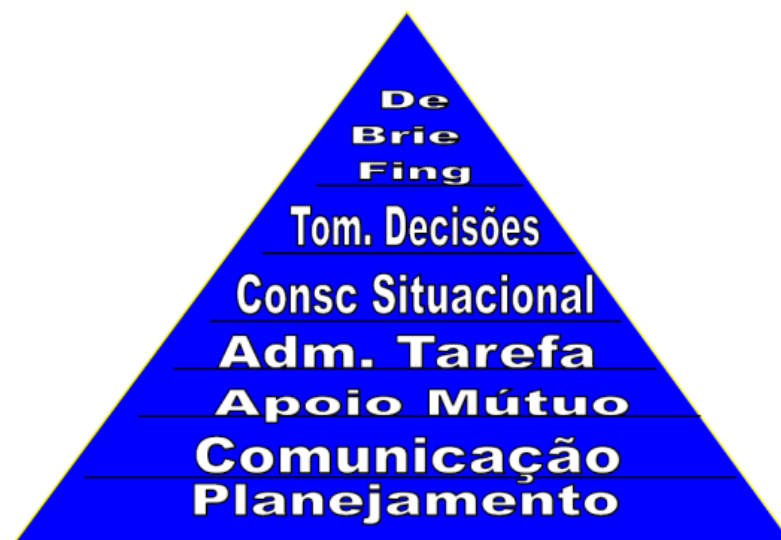 De
Brie
Fing
Tom. Decisões
Consc Situacional
Adm. Tarefa
Apoio Mútuo
Comunicação
Planejamento